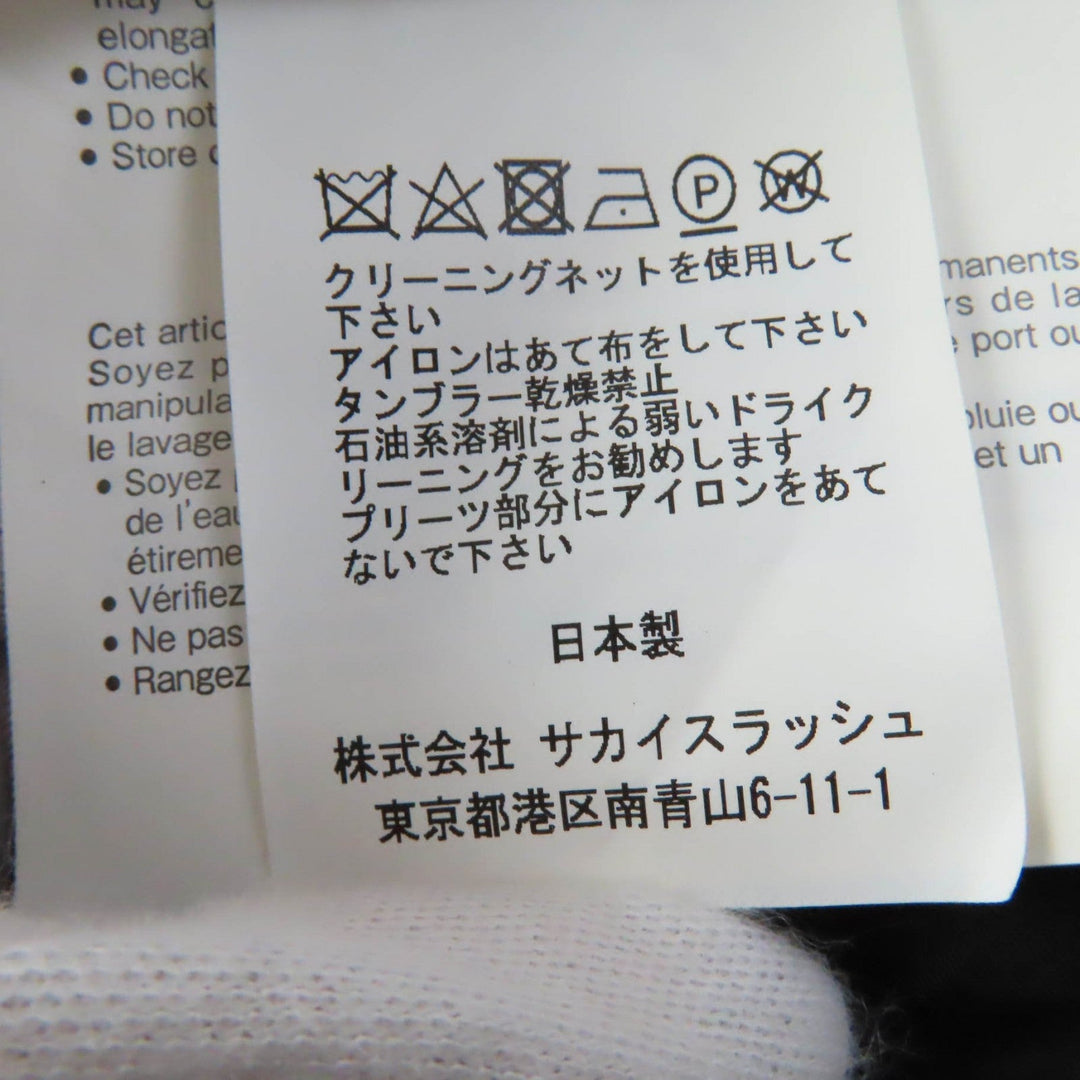 elongat
• Check
• Do not
• Store
P
W
クリーニングネットを使用して
下さい
アイロンはあて布をして下さい
タンブラー乾燥禁止
石油系溶剤による弱いドライク
リーニングをお勧めします
プリーツ部分にアイロンをあて
ないで下さい
日本製
株式会社 サカイスラッシュ
東京都港区南青山6-11-1
Cet artic
Soyez p
manipula
le lavage
• Soyez
de l'eau
étireme
• Vérifiez
• Ne pas
• Rangez
manents
rs de la
port ou
pluie ou
et un